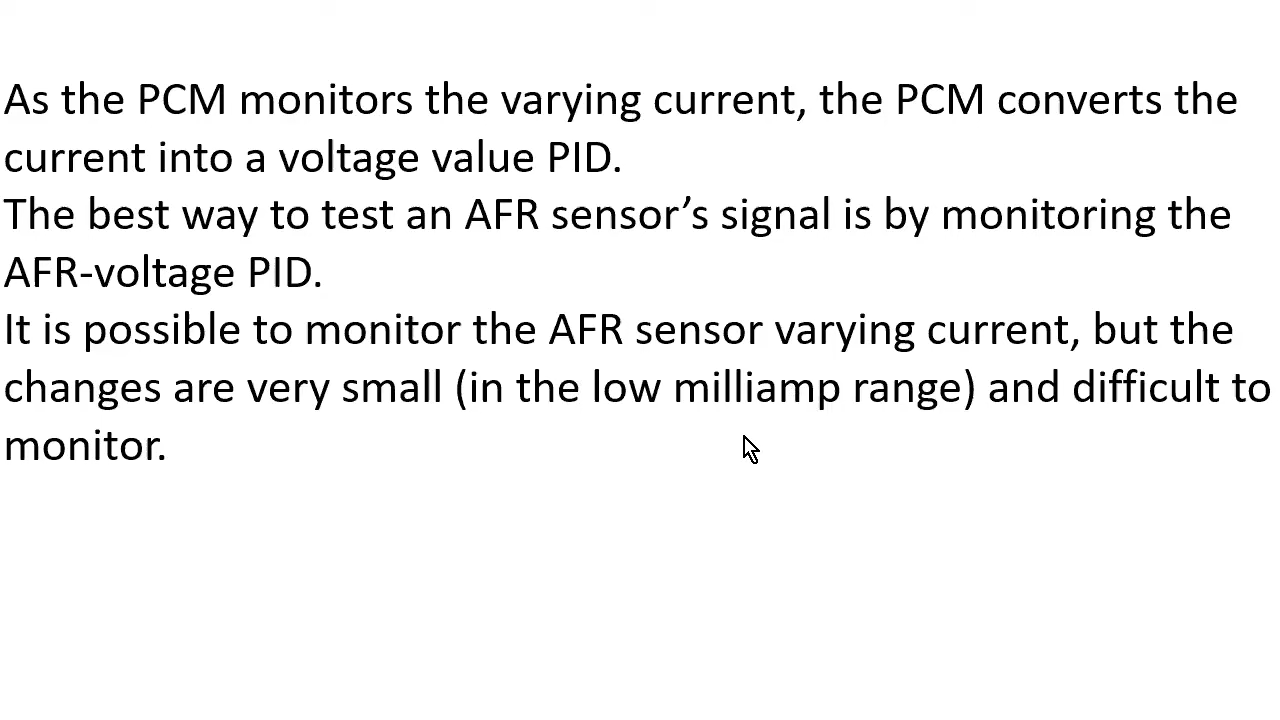 As the PCM monitors the varying current, the PCM converts the
current into a voltage value PID.
The best way to test an AFR sensor’s signal is by monitoring the
AFR-voltage PID.
It is possible to monitor the AFR sensor varying current, but the
changes are very small (in the low milliamp range) and difficult to
monitor.